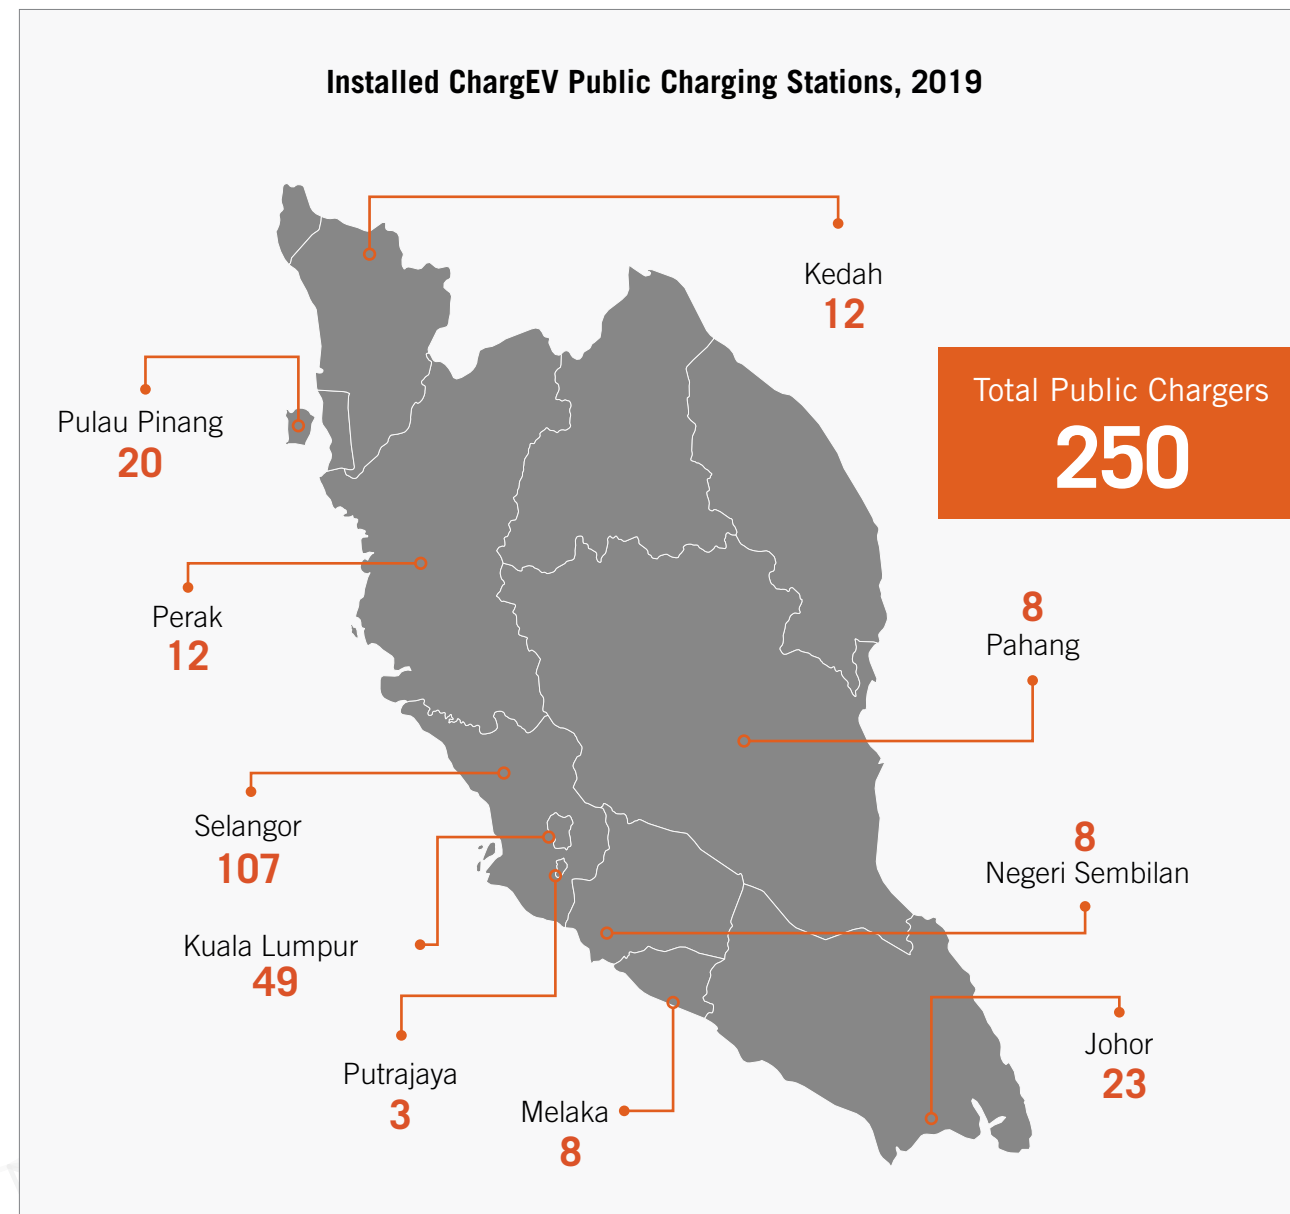 Installed ChargEV Public Charging Stations, 2019
Kedah
12
Total Public Chargers
250
Pulau Pinang
20
Perak
12
8
Pahang
Selangor
107
8
Negeri Sembilan
Kuala Lumpur
49
Johor
23
Putrajaya
3
Melaka
8